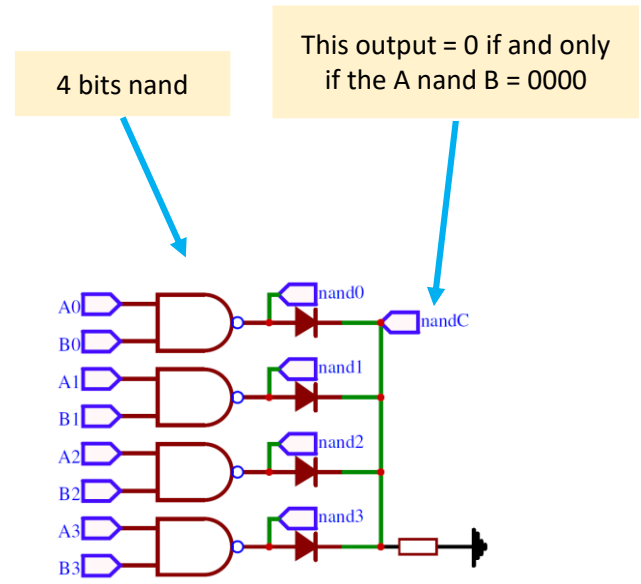 4 bits nand
This output = 0 if and only
if the A nand B = 0000
A0
nand0
nandC
B0
A1
nand1
B1
A2
nand2
B2
A3
nand3
B3